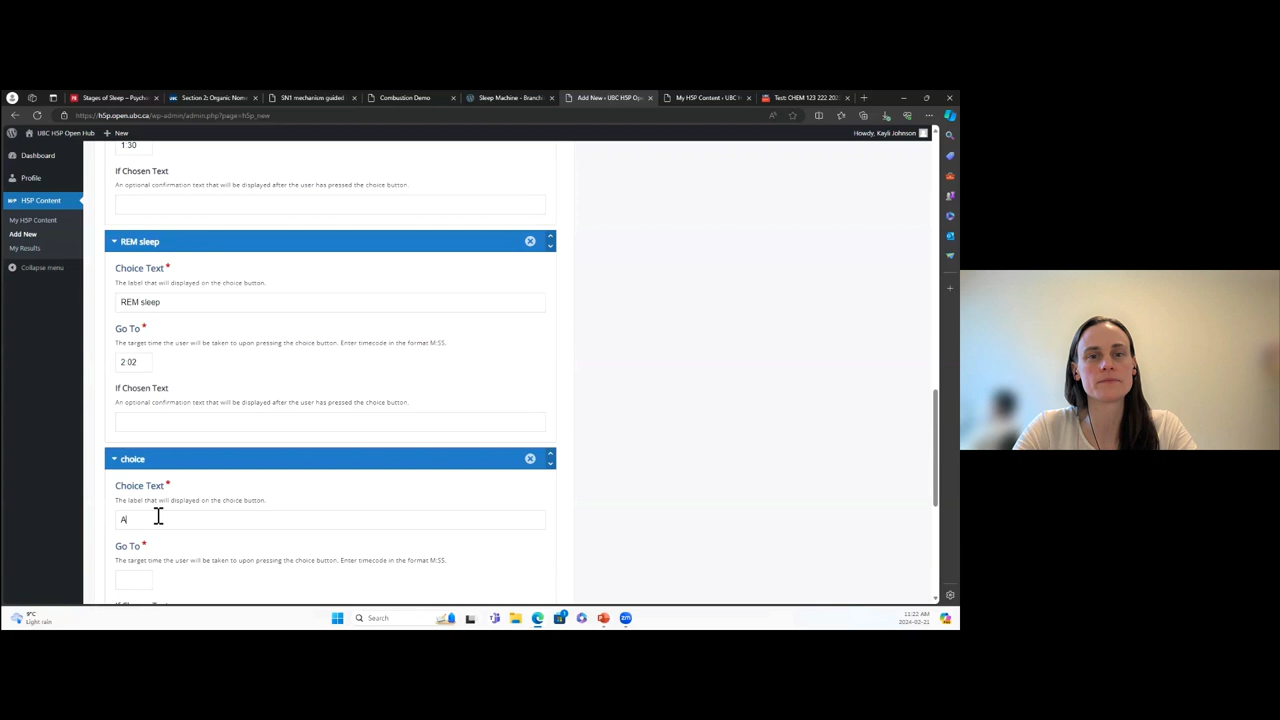 Stages of Sleep – Psych
Section 2: Organic Nom
SN1 mechanism guided
Combustion Demo
Sleep Machine - Branchi
Add New ‹ UBC H5P Ope
My H5P Content ‹ UBC H
Test: CHEM 123 222 202
https://h5p.open.ubc.ca/wp-admin/admin.php?page=h5p_new
UBC H5P Open Hub
New
Howdy, Kayli Johnson
Dashboard
Profile
H5P Content
My H5P Content
Add New
My Results
Collapse menu
1:30
If Chosen Text
An optional confirmation text that will be displayed after the user has pressed the choice button.
REM sleep
Choice Text *
The label that will displayed on the choice button.
REM sleep
Go To *
The target time the user will be taken to upon pressing the choice button. Enter timecode in the format M:SS.
2:02
If Chosen Text
An optional confirmation text that will be displayed after the user has pressed the choice button.
choice
Choice Text *
The label that will displayed on the choice button.
A
Go To *
The target time the user will be taken to upon pressing the choice button. Enter timecode in the format M:SS.
9°C
Light rain
Search
11:22 AM
2024-02-21